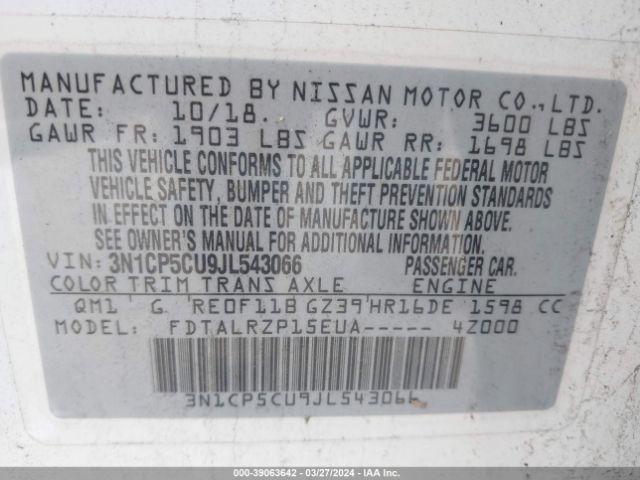 MANUFACTURED BY NISSAN MOTOR CO., LTD.
DATE: 10/18. GVWR: 3600 LBS
GAWR FR: 1903 LBS GAWR RR: 1698 LBS
THIS VEHICLE CONFORMS TO ALL APPLICABLE FEDERAL MOTOR
VEHICLE SAFETY, BUMPER AND THEFT PREVENTION STANDARDS
IN EFFECT ON THE DATE OF MANUFACTURE SHOWN ABOVE.
SEE OWNER'S MANUAL FOR ADDITIONAL INFORMATION.
VIN: 3N1CP5CU9JL543066 PASSENGER CAR.
COLOR TRIM TRANS AXLE ENGINE
QM1 G RE0F11B GZ39 HR16DE 1598 CC
MODEL: FDTALRZP15EUA----- 4Z000
3N1CP5CU9JL543066
000-39063642 / 03/27/2024 - IAA Inc.